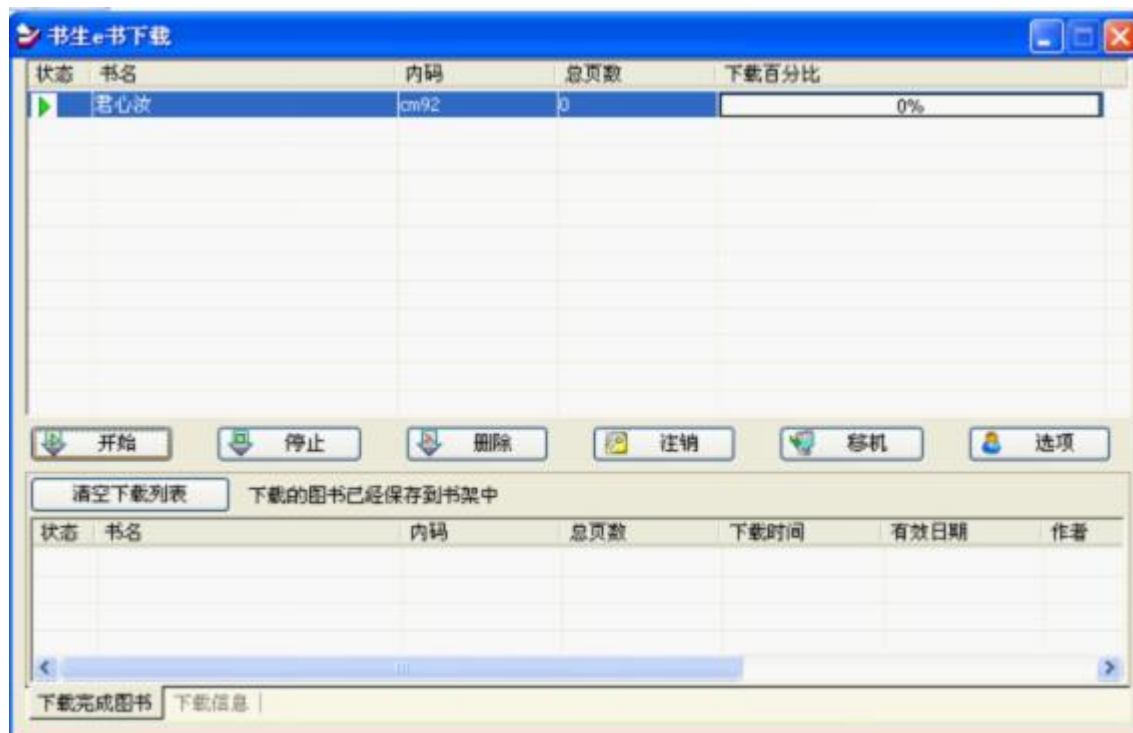 书生e书下载
状态 书名 内码 总页数 下载百分比
君心汝 cm92 0 0%
开始 停止 删除 注销 移机 选项
清空下载列表 下载的图书已经保存到书架中
状态 书名 内码 总页数 下载时间 有效日期 作者
下载完成图书 下载信息